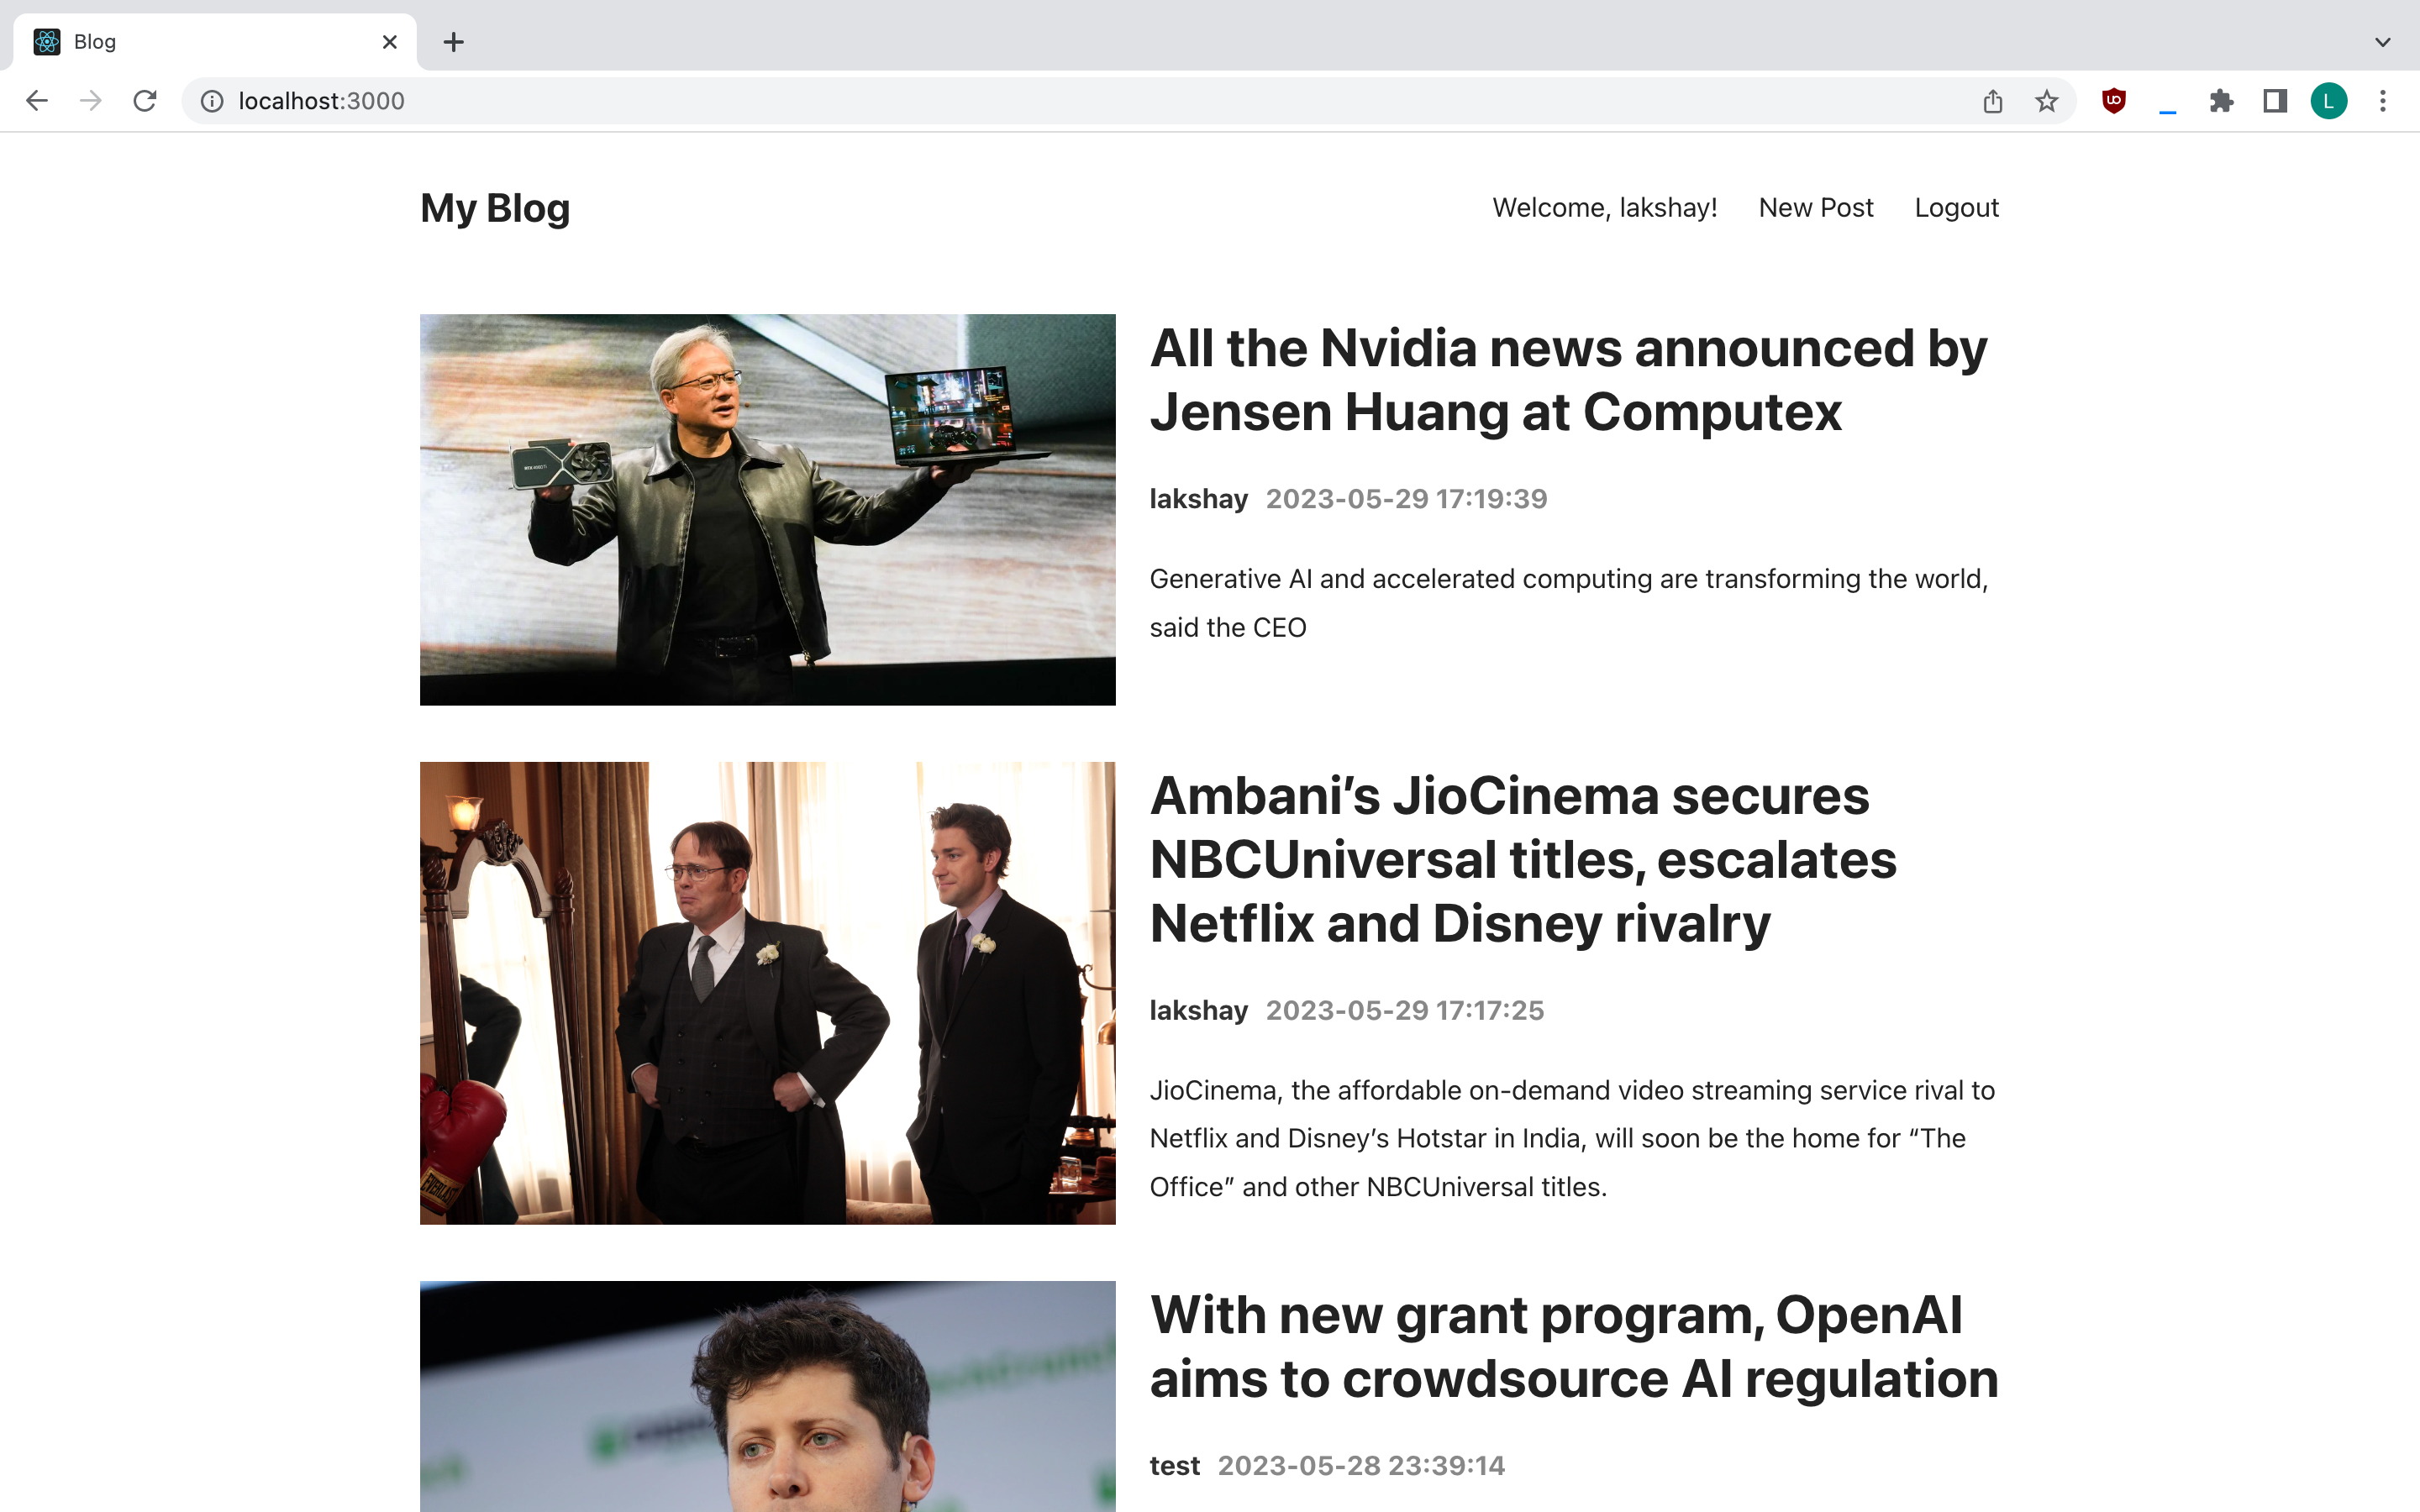 Blog
localhost:3000
L
My Blog
Welcome, lakshay! New Post Logout
All the Nvidia news announced by
Jensen Huang at Computex
lakshay 2023-05-29 17:19:39
Generative AI and accelerated computing are transforming the world,
said the CEO
Ambani’s JioCinema secures
NBCUniversal titles, escalates
Netflix and Disney rivalry
lakshay 2023-05-29 17:17:25
JioCinema, the affordable on-demand video streaming service rival to
Netflix and Disney’s Hotstar in India, will soon be the home for “The
Office” and other NBCUniversal titles.
EVERLAST
With new grant program, OpenAI
aims to crowdsource AI regulation
test 2023-05-28 23:39:14